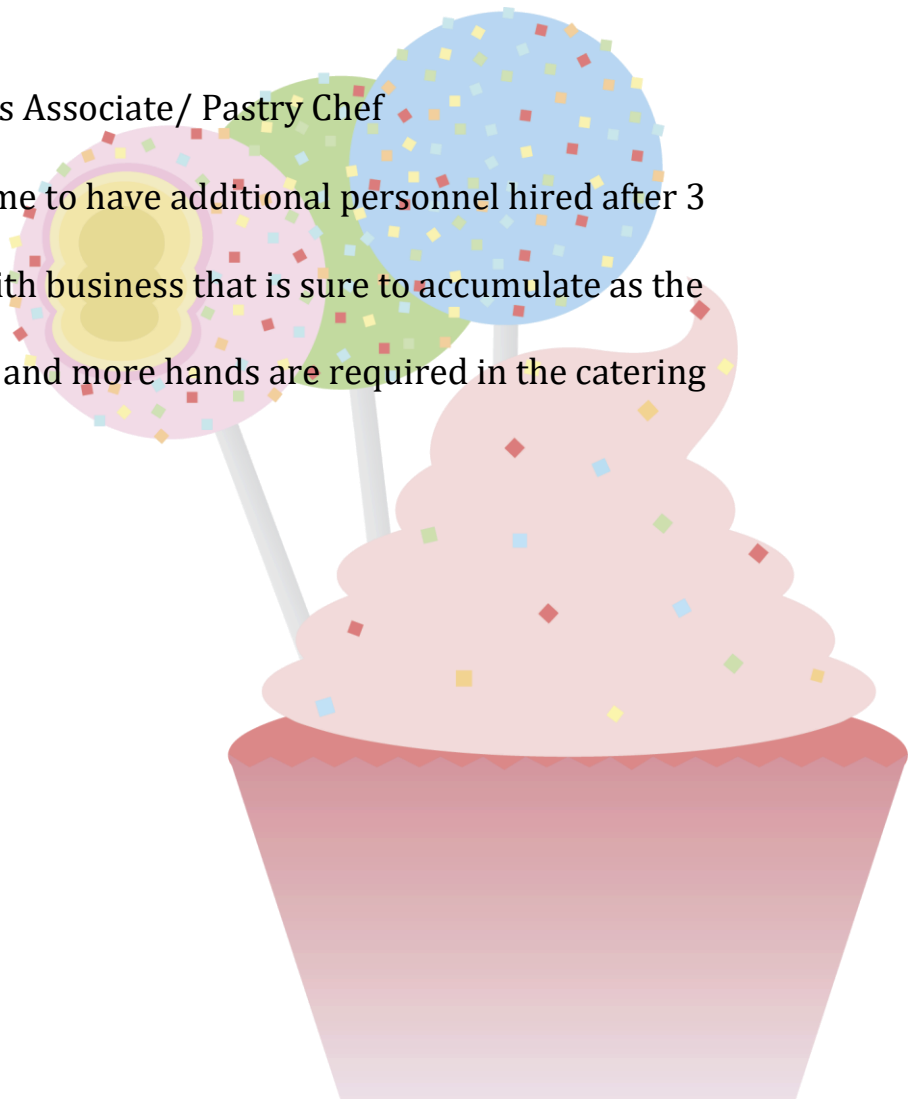 s Associate/ Pastry Chef
me to have additional personnel hired after 3
ith business that is sure to accumulate as the
and more hands are required in the catering